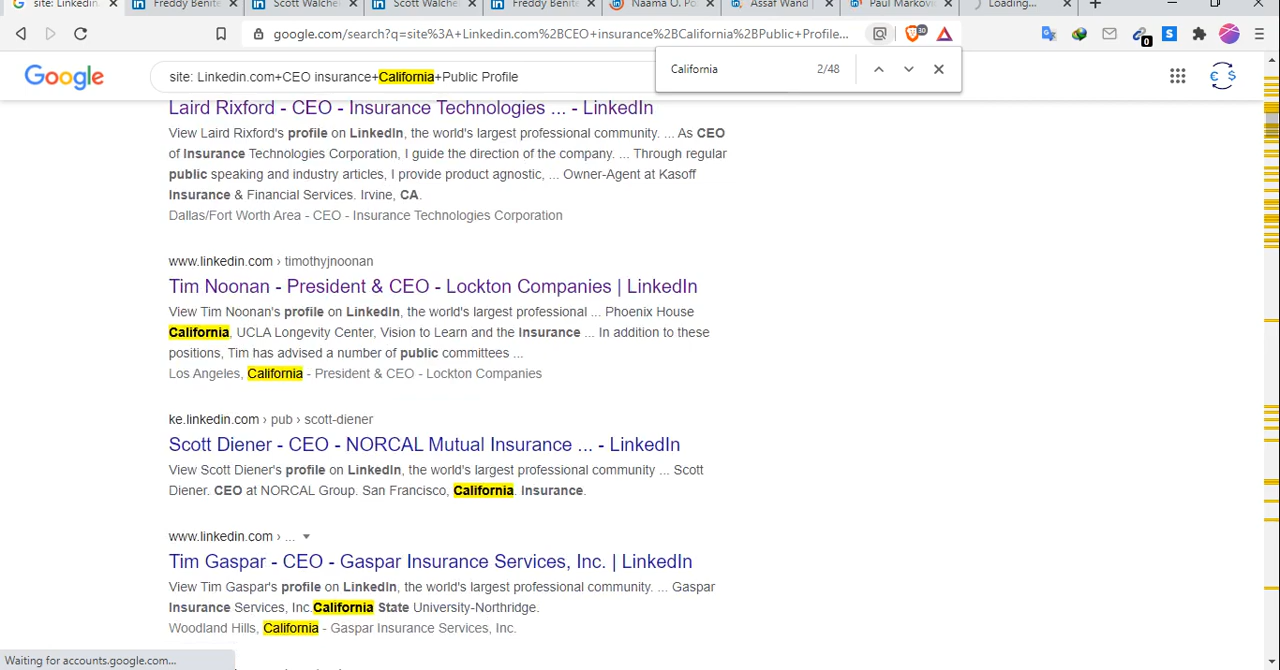 site: Linkedin.
Freddy Benite
Scott Walche
Scott Walche
Freddy Benite
Naama O. Po
Assaf Wand |
Paul Markovi
Loading...
google.com/search?q=site%3A+Linkedin.com%2BCEO+insurance%2BCalifornia%2BPublic+Profile...
30
0
S
California
2/48
Google
site: Linkedin.com+CEO insurance+California+Public Profile
€ $
Laird Rixford - CEO - Insurance Technologies ... - LinkedIn
View Laird Rixford's profile on LinkedIn, the world's largest professional community. ... As CEO
of Insurance Technologies Corporation, I guide the direction of the company. ... Through regular
public speaking and industry articles, I provide product agnostic, ... Owner-Agent at Kasoff
Insurance & Financial Services. Irvine, CA.
Dallas/Fort Worth Area - CEO - Insurance Technologies Corporation
www.linkedin.com › timothyjnoonan
Tim Noonan - President & CEO - Lockton Companies | LinkedIn
View Tim Noonan's profile on LinkedIn, the world's largest professional ... Phoenix House
California, UCLA Longevity Center, Vision to Learn and the Insurance ... In addition to these
positions, Tim has advised a number of public committees ...
Los Angeles, California - President & CEO - Lockton Companies
ke.linkedin.com › pub › scott-diener
Scott Diener - CEO - NORCAL Mutual Insurance ... - LinkedIn
View Scott Diener's profile on LinkedIn, the world's largest professional community ... Scott
Diener. CEO at NORCAL Group. San Francisco, California. Insurance.
www.linkedin.com › ...
Tim Gaspar - CEO - Gaspar Insurance Services, Inc. | LinkedIn
View Tim Gaspar's profile on LinkedIn, the world's largest professional community. ... Gaspar
Insurance Services, Inc.California State University-Northridge.
Woodland Hills, California - Gaspar Insurance Services, Inc.
Waiting for accounts.google.com...